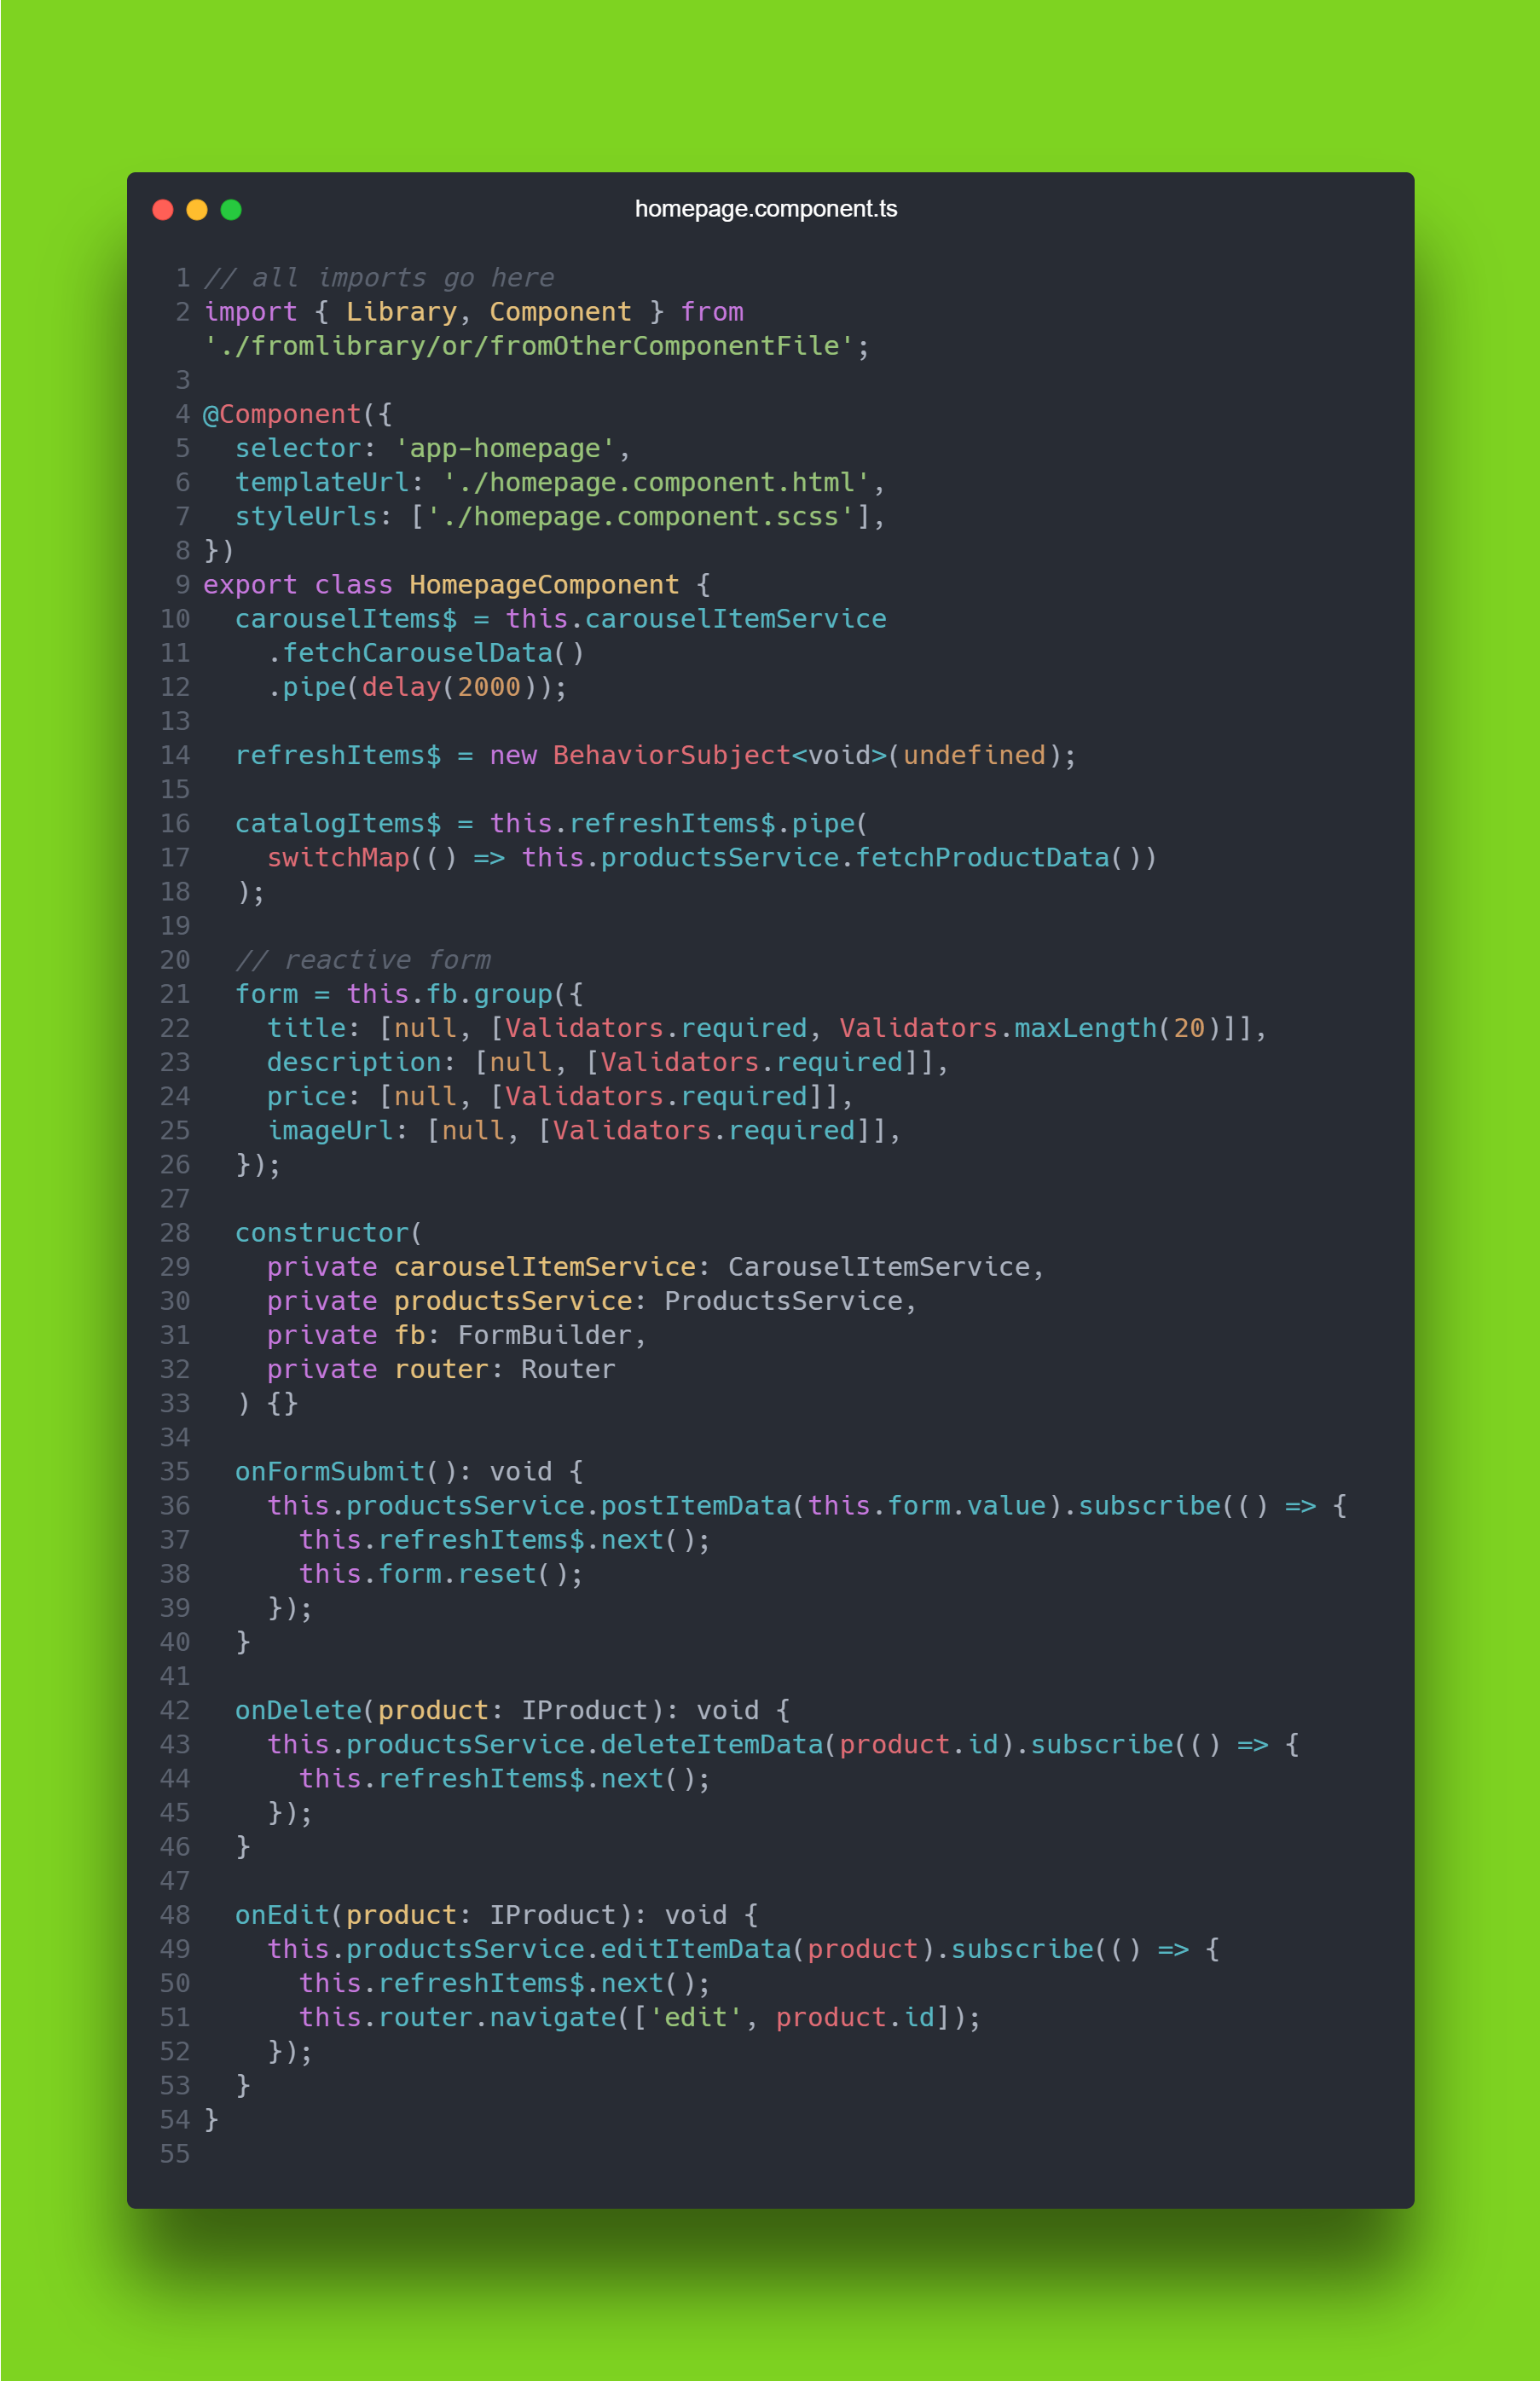 homepage.component.ts
1 // all imports go here
2 import { Library, Component } from
'./fromlibrary/or/fromOtherComponentFile';
3
4 @Component({
5   selector: 'app-homepage',
6   templateUrl: './homepage.component.html',
7   styleUrls: ['./homepage.component.scss'],
8 })
9 export class HomepageComponent {
10   carouselItems$ = this.carouselItemService
11     .fetchCarouselData()
12     .pipe(delay(2000));
13
14   refreshItems$ = new BehaviorSubject<void>(undefined);
15
16   catalogItems$ = this.refreshItems$.pipe(
17     switchMap(() => this.productsService.fetchProductData())
18   );
19
20   // reactive form
21   form = this.fb.group({
22     title: [null, [Validators.required, Validators.maxLength(20)]],
23     description: [null, [Validators.required]],
24     price: [null, [Validators.required]],
25     imageUrl: [null, [Validators.required]],
26   });
27
28   constructor(
29     private carouselItemService: CarouselItemService,
30     private productsService: ProductsService,
31     private fb: FormBuilder,
32     private router: Router
33   ) {}
34
35   onFormSubmit(): void {
36     this.productsService.postItemData(this.form.value).subscribe(() => {
37       this.refreshItems$.next();
38       this.form.reset();
39     });
40   }
41
42   onDelete(product: IProduct): void {
43     this.productsService.deleteItemData(product.id).subscribe(() => {
44       this.refreshItems$.next();
45     });
46   }
47
48   onEdit(product: IProduct): void {
49     this.productsService.editItemData(product).subscribe(() => {
50       this.refreshItems$.next();
51       this.router.navigate(['edit', product.id]);
52     });
53   }
54 }
55